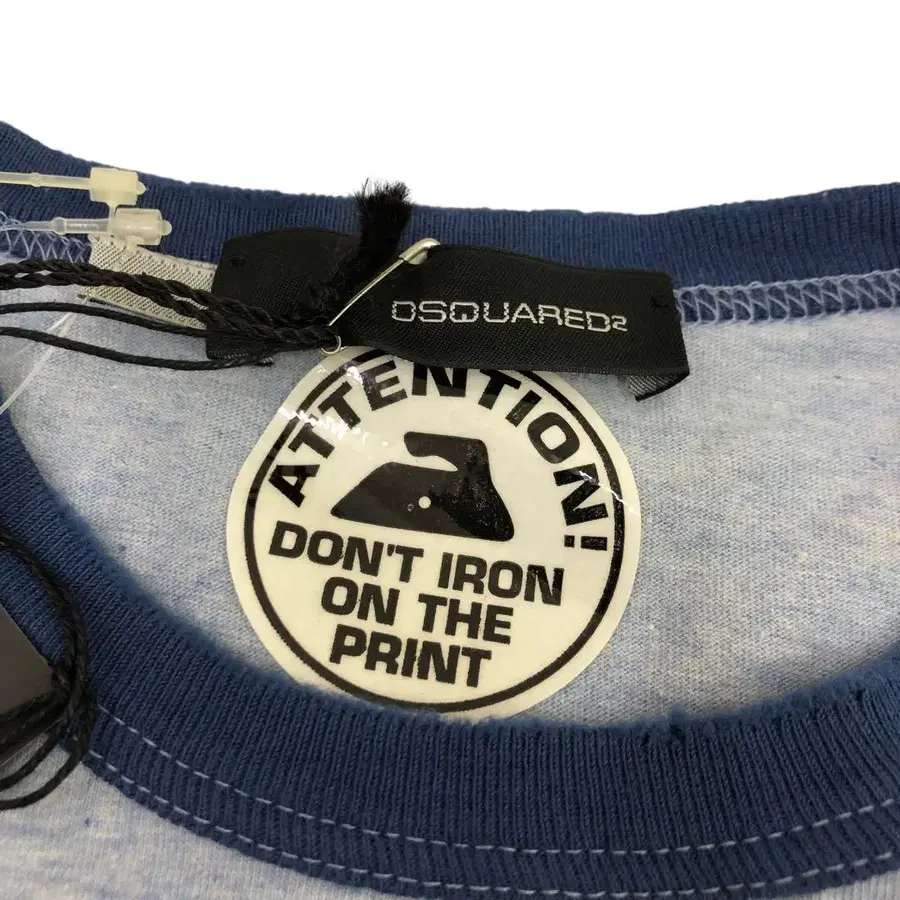 DSQUARED2
ATTENTION!
DON'T IRON
ON THE
PRINT